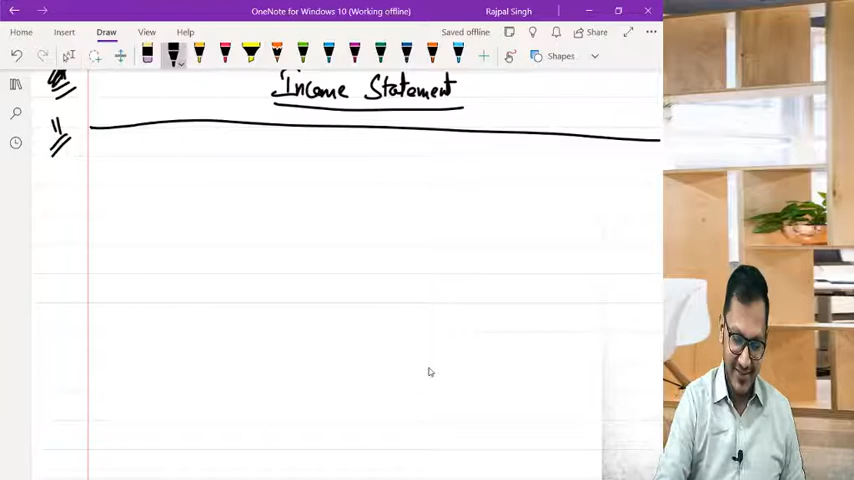 OneNote for Windows 10 (Working offline)
Rajpal Singh
Home Insert Draw View Help
Saved offline
Share
Shapes
Income Statement
11